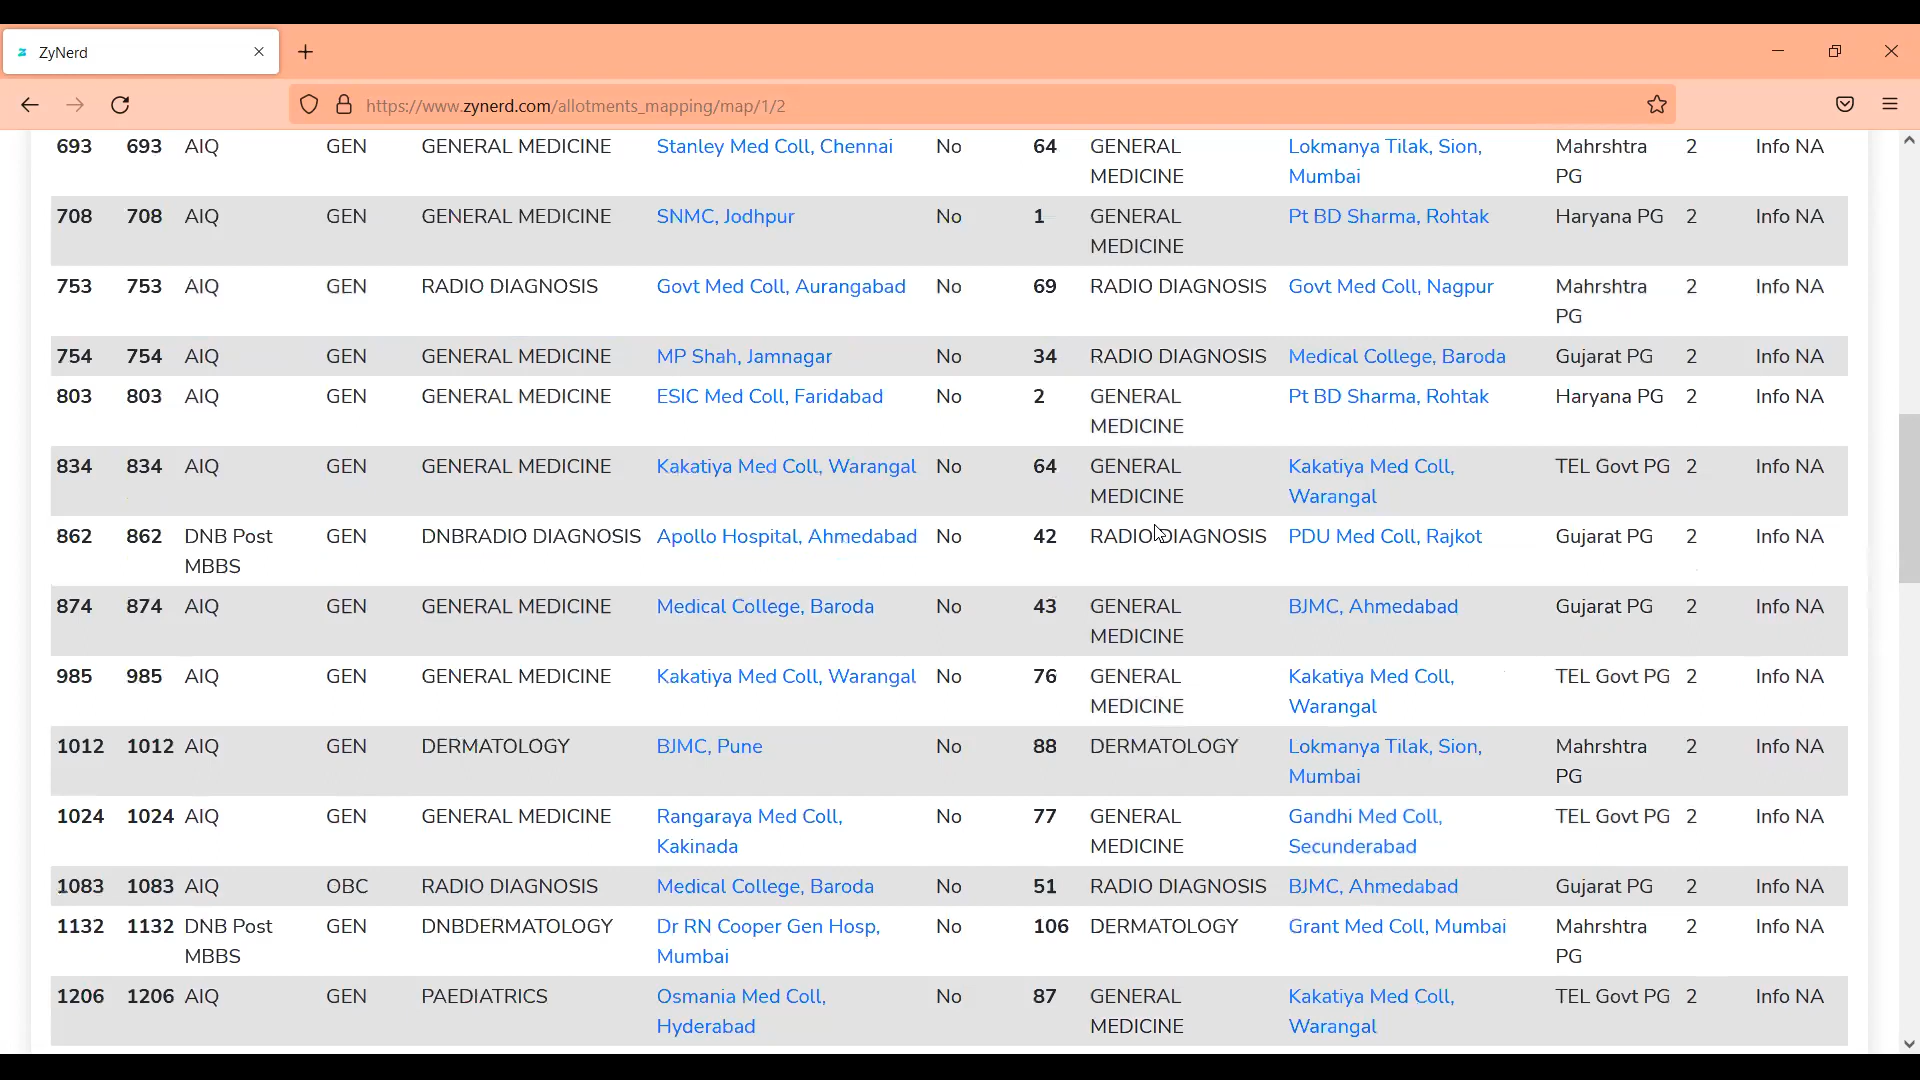 ZyNerd
https://www.zynerd.com/allotments_mapping/map/1/2
693 693 AIQ GEN GENERAL MEDICINE Stanley Med Coll, Chennai No 64 GENERAL Lokmanya Tilak, Sion, Mahrshtra 2 Info NA
MEDICINE Mumbai PG
708 708 AIQ GEN GENERAL MEDICINE SNMC, Jodhpur No 1 GENERAL Pt BD Sharma, Rohtak Haryana PG 2 Info NA
MEDICINE
753 753 AIQ GEN RADIO DIAGNOSIS Govt Med Coll, Aurangabad No 69 RADIO DIAGNOSIS Govt Med Coll, Nagpur Mahrshtra 2 Info NA
PG
754 754 AIQ GEN GENERAL MEDICINE MP Shah, Jamnagar No 34 RADIO DIAGNOSIS Medical College, Baroda Gujarat PG 2 Info NA
803 803 AIQ GEN GENERAL MEDICINE ESIC Med Coll, Faridabad No 2 GENERAL Pt BD Sharma, Rohtak Haryana PG 2 Info NA
MEDICINE
834 834 AIQ GEN GENERAL MEDICINE Kakatiya Med Coll, Warangal No 64 GENERAL Kakatiya Med Coll, TEL Govt PG 2 Info NA
MEDICINE Warangal
862 862 DNB Post GEN DNBRADIO DIAGNOSIS Apollo Hospital, Ahmedabad No 42 RADIO DIAGNOSIS PDU Med Coll, Rajkot Gujarat PG 2 Info NA
MBBS
874 874 AIQ GEN GENERAL MEDICINE Medical College, Baroda No 43 GENERAL BJMC, Ahmedabad Gujarat PG 2 Info NA
MEDICINE
985 985 AIQ GEN GENERAL MEDICINE Kakatiya Med Coll, Warangal No 76 GENERAL Kakatiya Med Coll, TEL Govt PG 2 Info NA
MEDICINE Warangal
1012 1012 AIQ GEN DERMATOLOGY BJMC, Pune No 88 DERMATOLOGY Lokmanya Tilak, Sion, Mahrshtra 2 Info NA
Mumbai PG
1024 1024 AIQ GEN GENERAL MEDICINE Rangaraya Med Coll, No 77 GENERAL Gandhi Med Coll, TEL Govt PG 2 Info NA
Kakinada MEDICINE Secunderabad
1083 1083 AIQ OBC RADIO DIAGNOSIS Medical College, Baroda No 51 RADIO DIAGNOSIS BJMC, Ahmedabad Gujarat PG 2 Info NA
1132 1132 DNB Post GEN DNBDERMATOLOGY Dr RN Cooper Gen Hosp, No 106 DERMATOLOGY Grant Med Coll, Mumbai Mahrshtra 2 Info NA
MBBS Mumbai PG
1206 1206 AIQ GEN PAEDIATRICS Osmania Med Coll, No 87 GENERAL Kakatiya Med Coll, TEL Govt PG 2 Info NA
Hyderabad MEDICINE Warangal